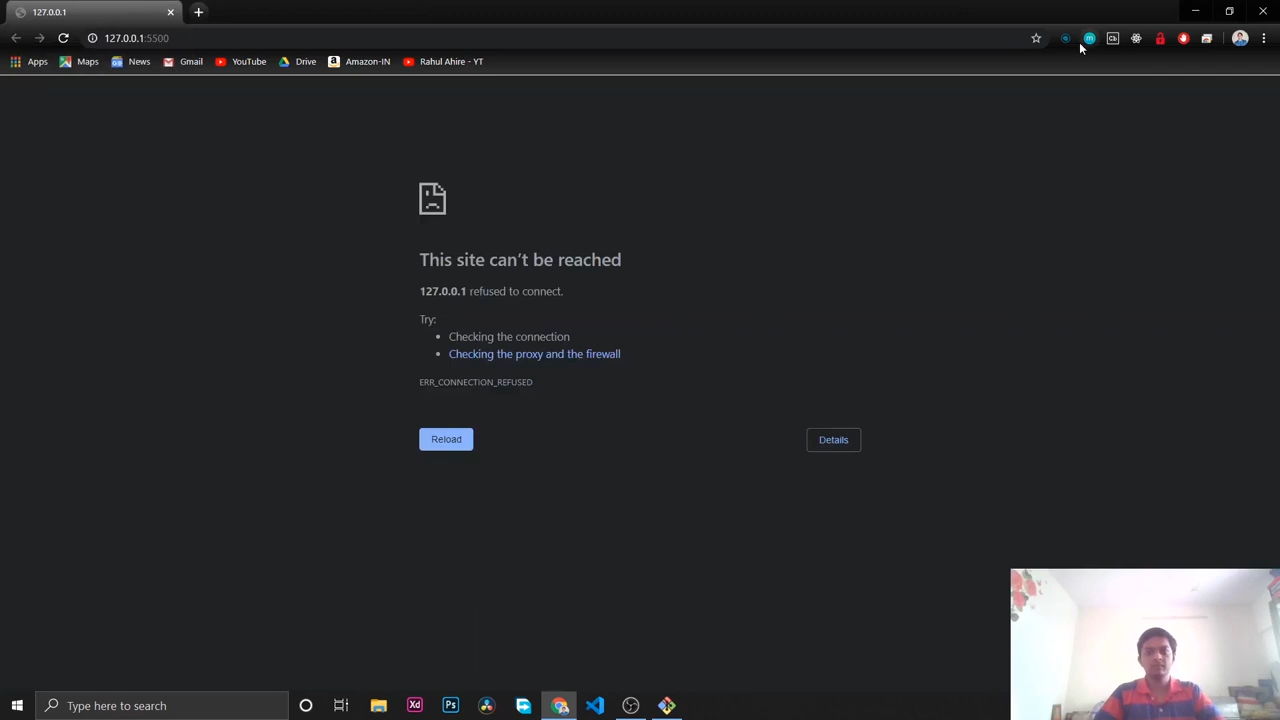 127.0.0.1
127.0.0.1:5500
Apps Maps News Gmail YouTube Drive Amazon-IN Rahul Ahire - YT
This site can't be reached
127.0.0.1 refused to connect.
Try:
• Checking the connection
• Checking the proxy and the firewall
ERR_CONNECTION_REFUSED
Reload
Details
Type here to search
Xd
Ps